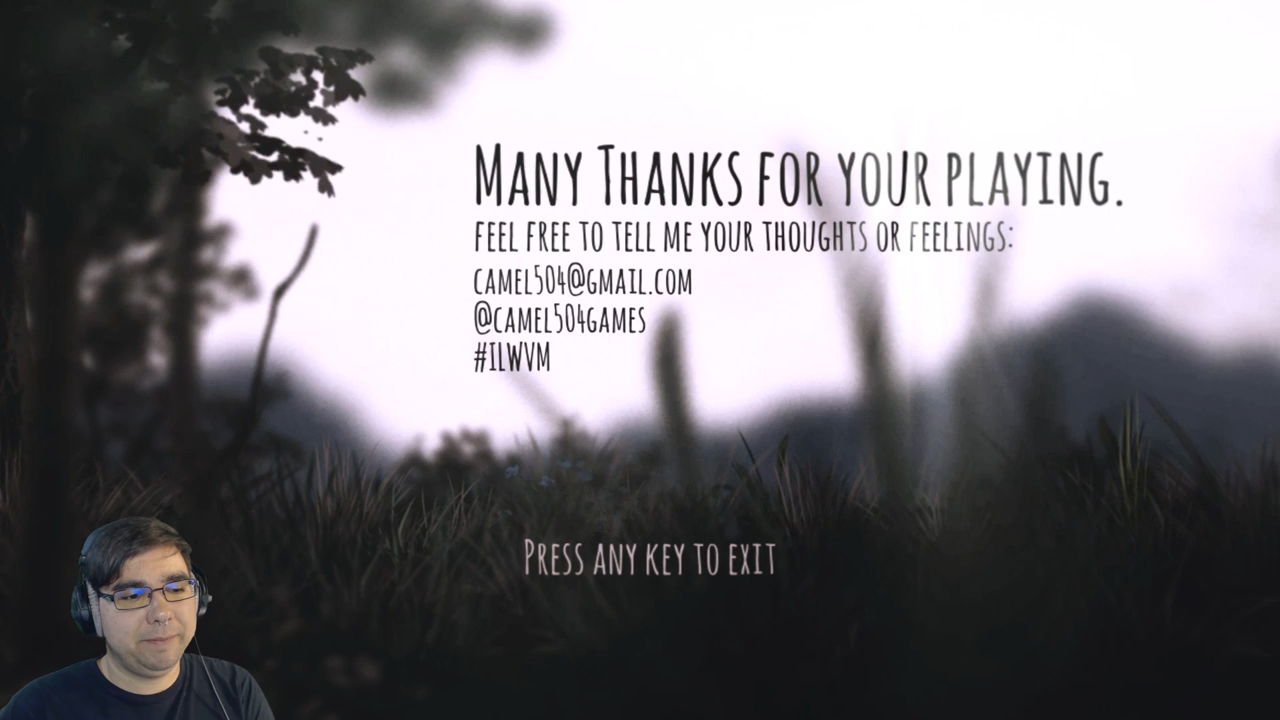 Many Thanks for your playing.
feel free to tell me your thoughts or feelings:
camel504@gmail.com
@camel504games
#ILWVM
Press any key to exit